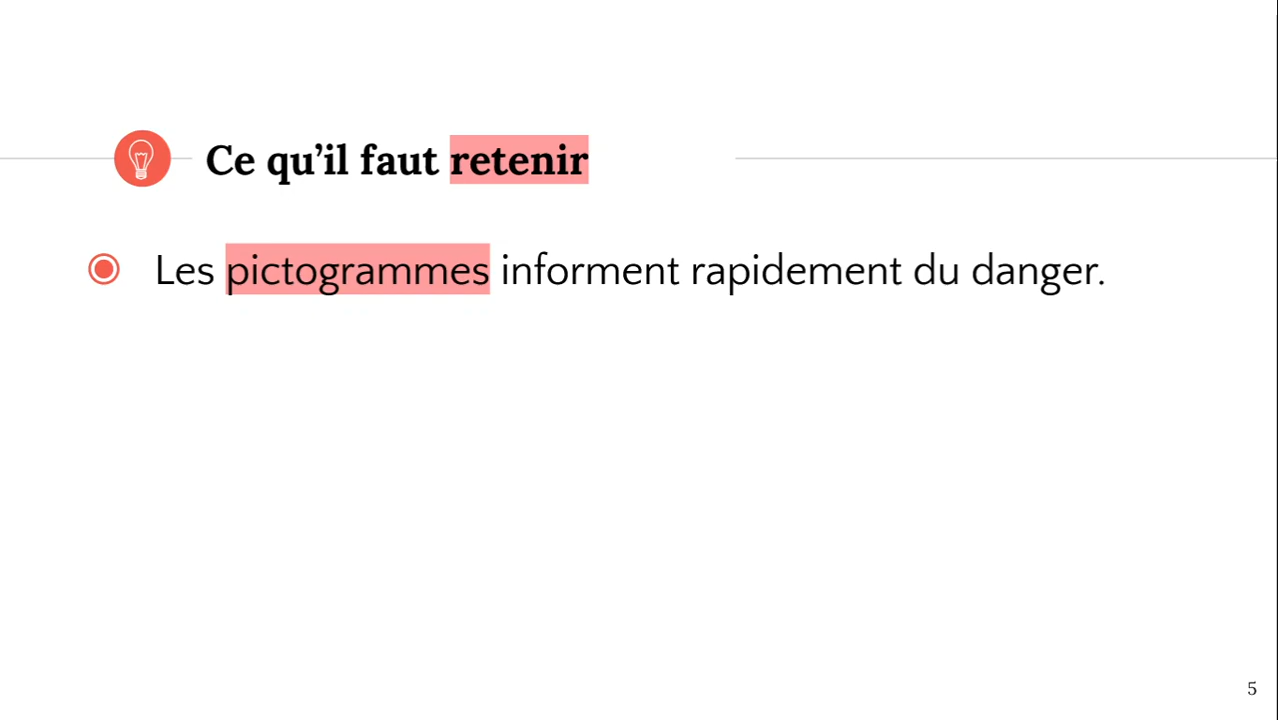 Ce qu’il faut retenir
Les pictogrammes informent rapidement du danger.
5